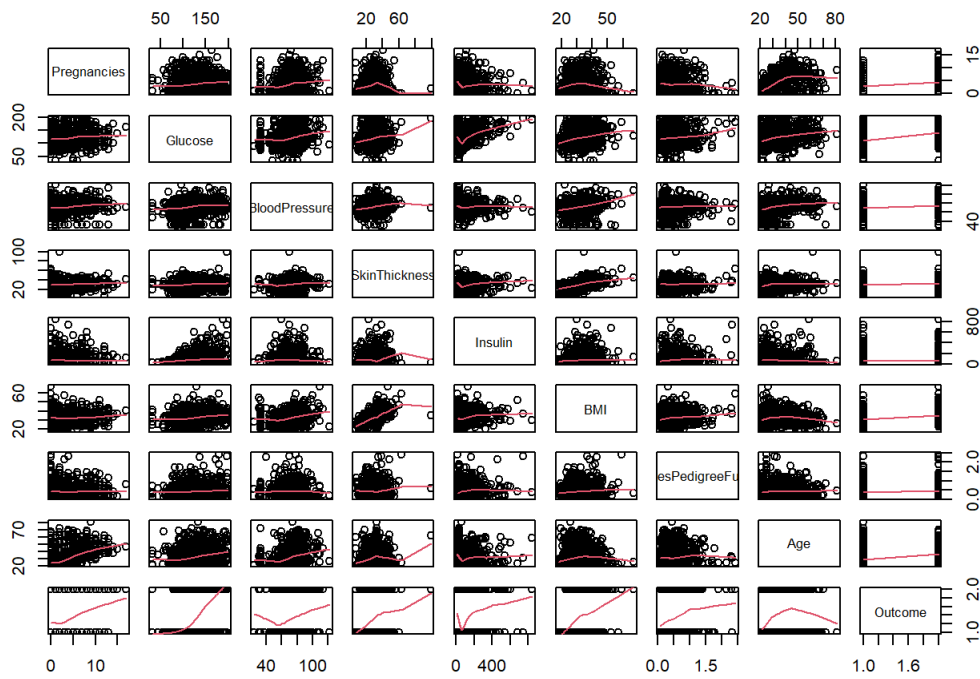 50 150 20 60 20 50 20 50 80
Pregnancies 0 15
50 200 Glucose
BloodPressure 40
20 100 SkinThickness
Insulin 0 800
20 60 BMI
esPedigreeFu 0.0 2.0
20 70 Age
Outcome 1.0 2.0
0 10 40 100 0 400 0.0 1.5 1.0 1.6